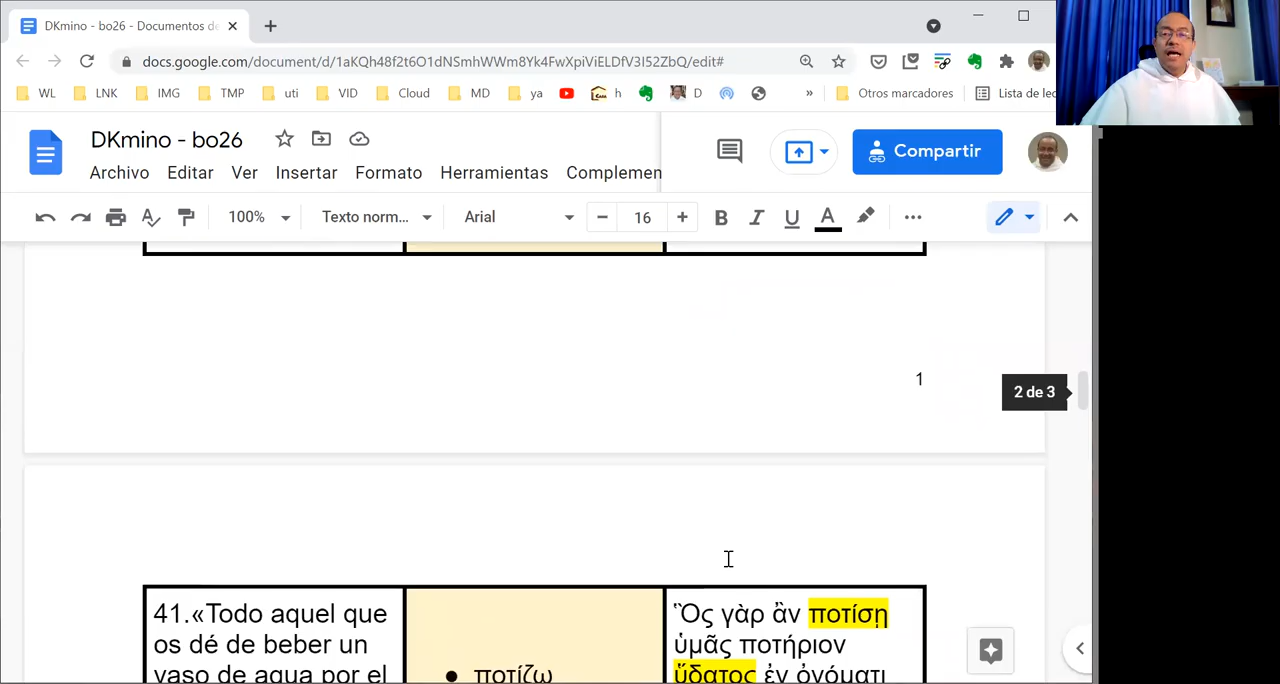 DKmino - bo26 - Documentos de
docs.google.com/document/d/1aKQh48f2t6O1dNSmhWWm8Yk4FwXpiViELDfV3I52ZbQ/edit#
WL LNK IMG TMP uti VID Cloud MD ya h D » Otros marcadores Lista de lec
DKmino - bo26
Compartir
Archivo Editar Ver Insertar Formato Herramientas Complemen
100% Texto norm... Arial 16 B I U A
1
2 de 3
41.«Todo aquel que
os dé de beber un
vaso de agua por el
● ποτίζω
Ὃς γὰρ ἂν ποτίσῃ
ὑμᾶς ποτήριον
ὕδατος ἐν ὀνόματι